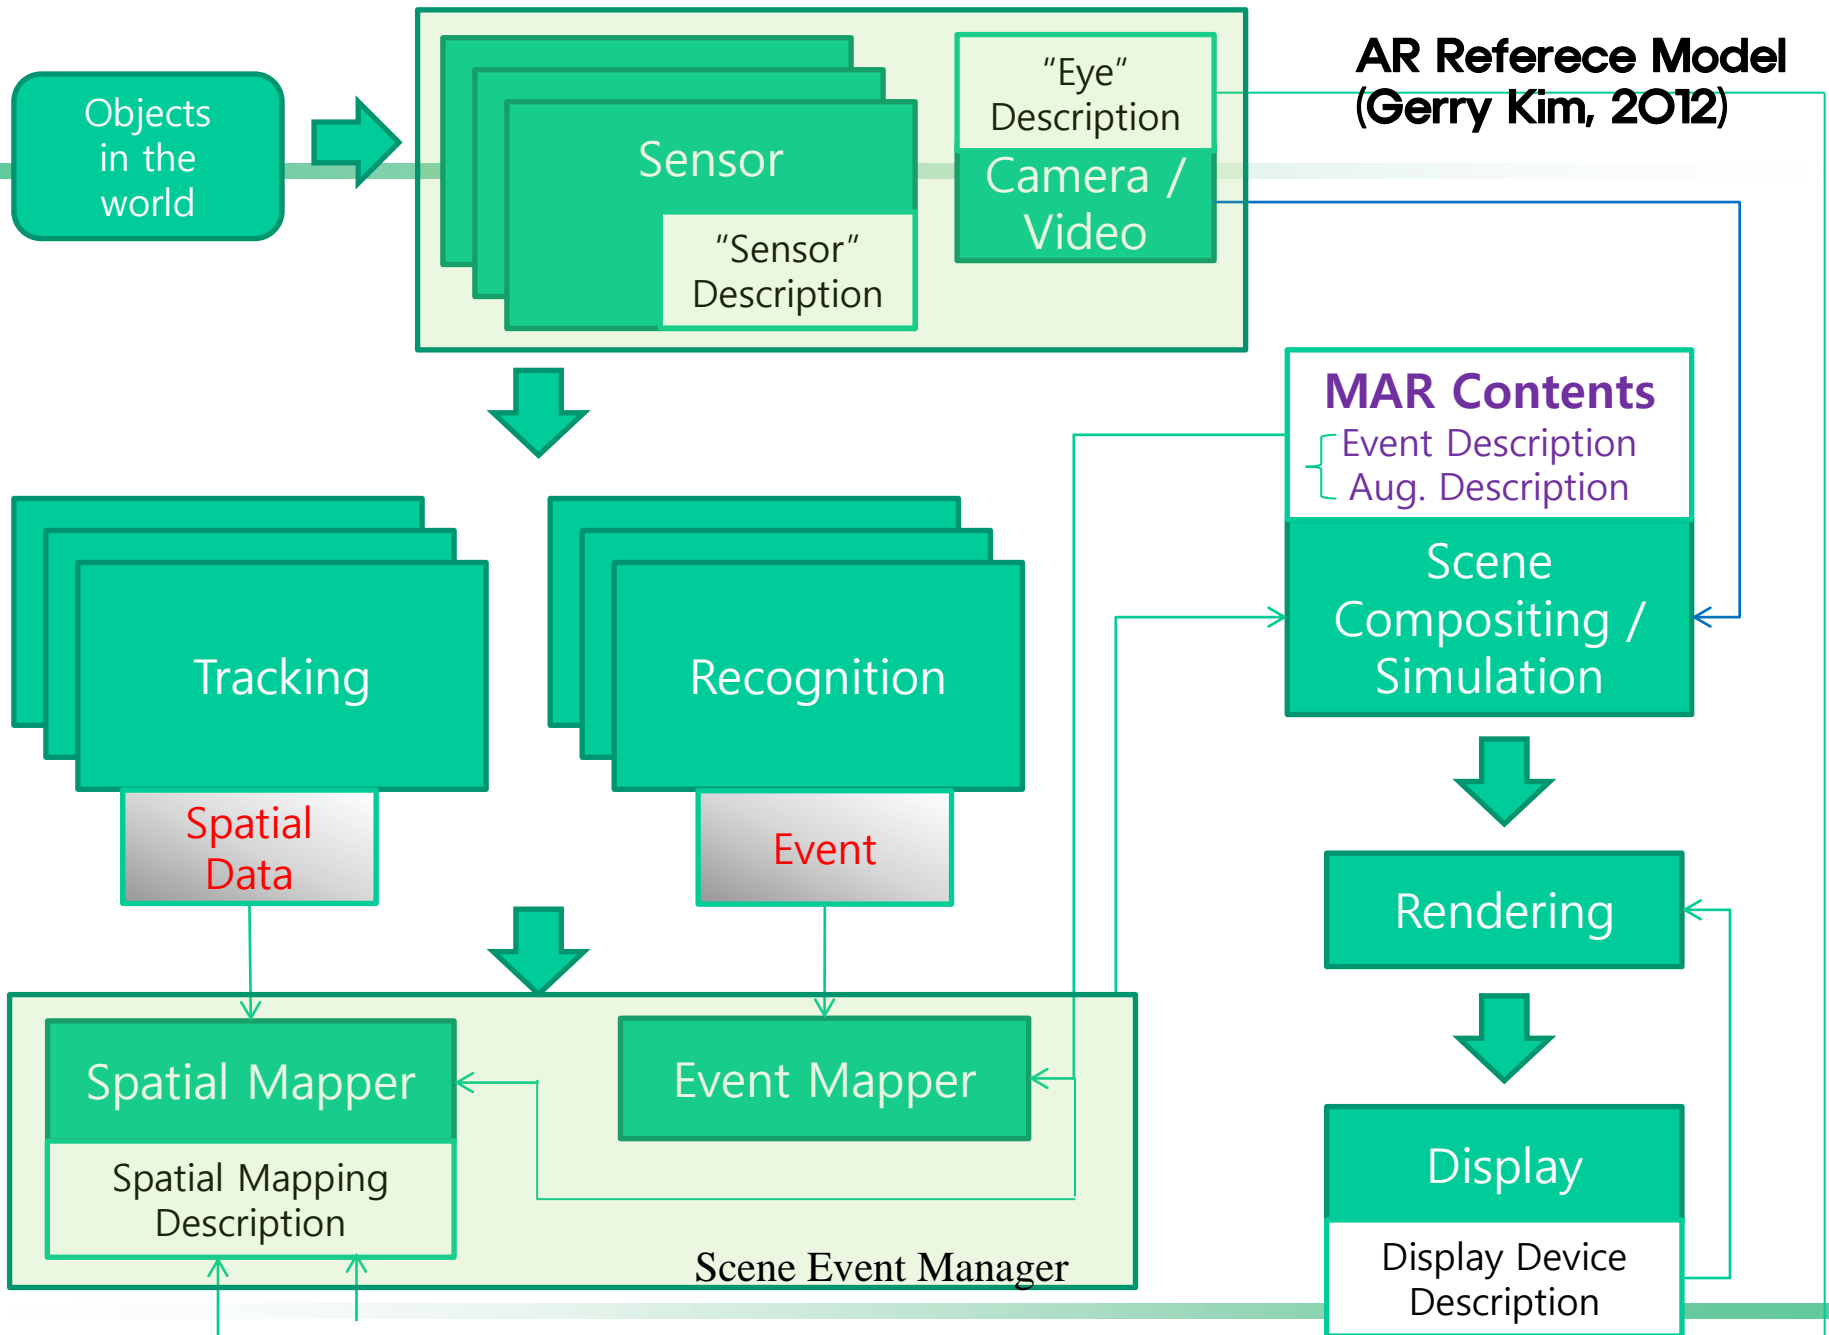 AR Referece Model
(Gerry Kim, 2012)
Objects
in the
world
Sensor
"Sensor"
Description
"Eye"
Description
Camera /
Video
MAR Contents
Event Description
Aug. Description
Scene
Compositing /
Simulation
Tracking
Spatial
Data
Recognition
Event
Rendering
Spatial Mapper
Spatial Mapping
Description
Event Mapper
Scene Event Manager
Display
Display Device
Description